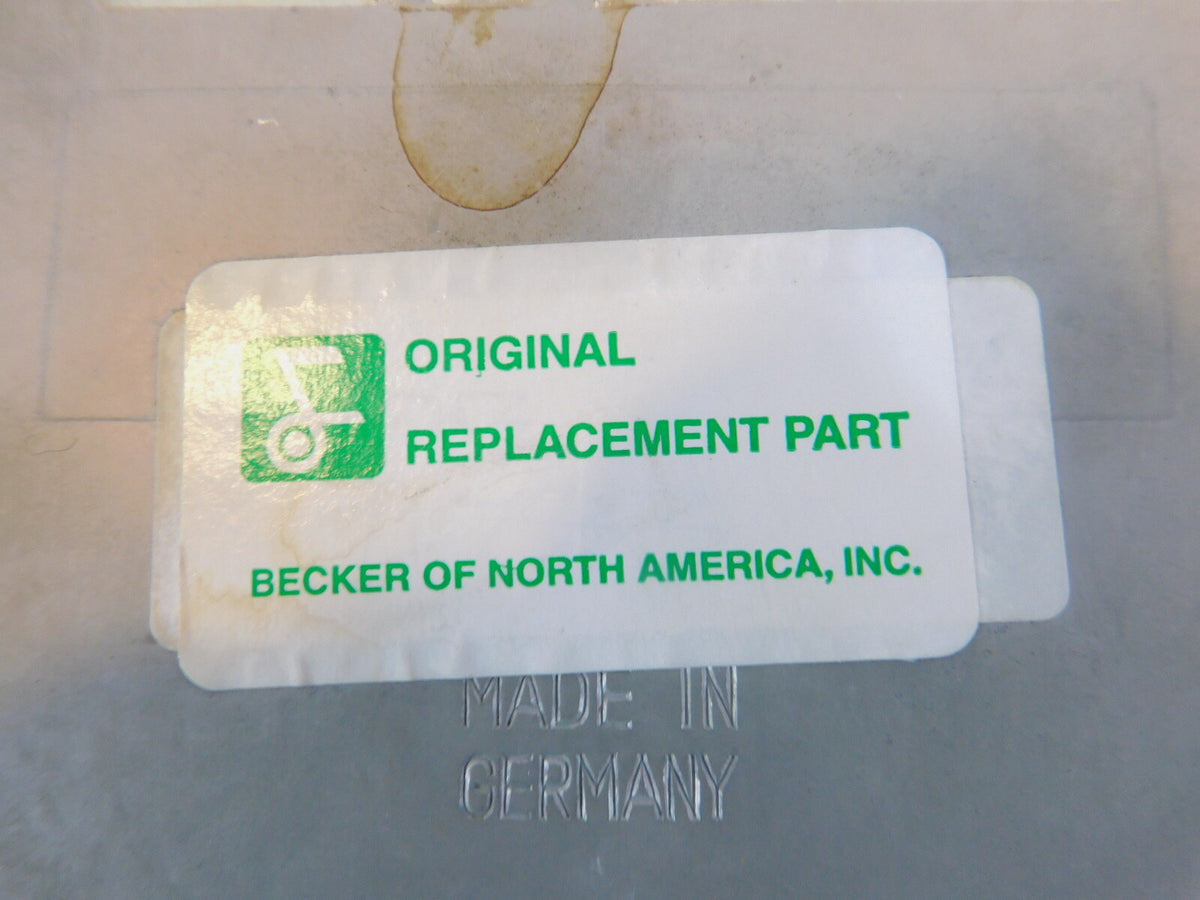 ORIGINAL
REPLACEMENT PART
BECKER OF NORTH AMERICA, INC.
MADE IN
GERMANY